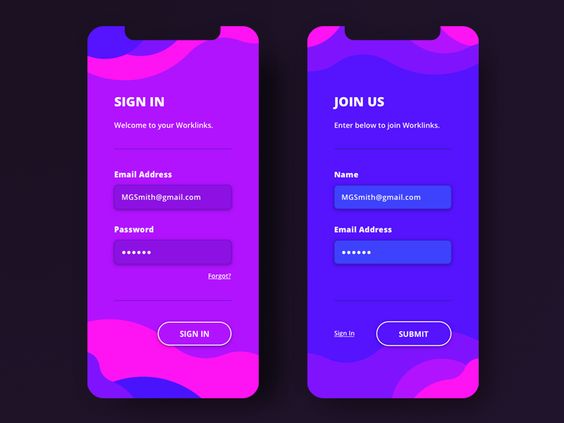 SIGN IN
Welcome to your Worklinks.
Email Address
MGSmith@gmail.com
Password
••••••
Forgot?
SIGN IN
JOIN US
Enter below to join Worklinks.
Name
MGSmith@gmail.com
Email Address
••••••
Sign In
SUBMIT